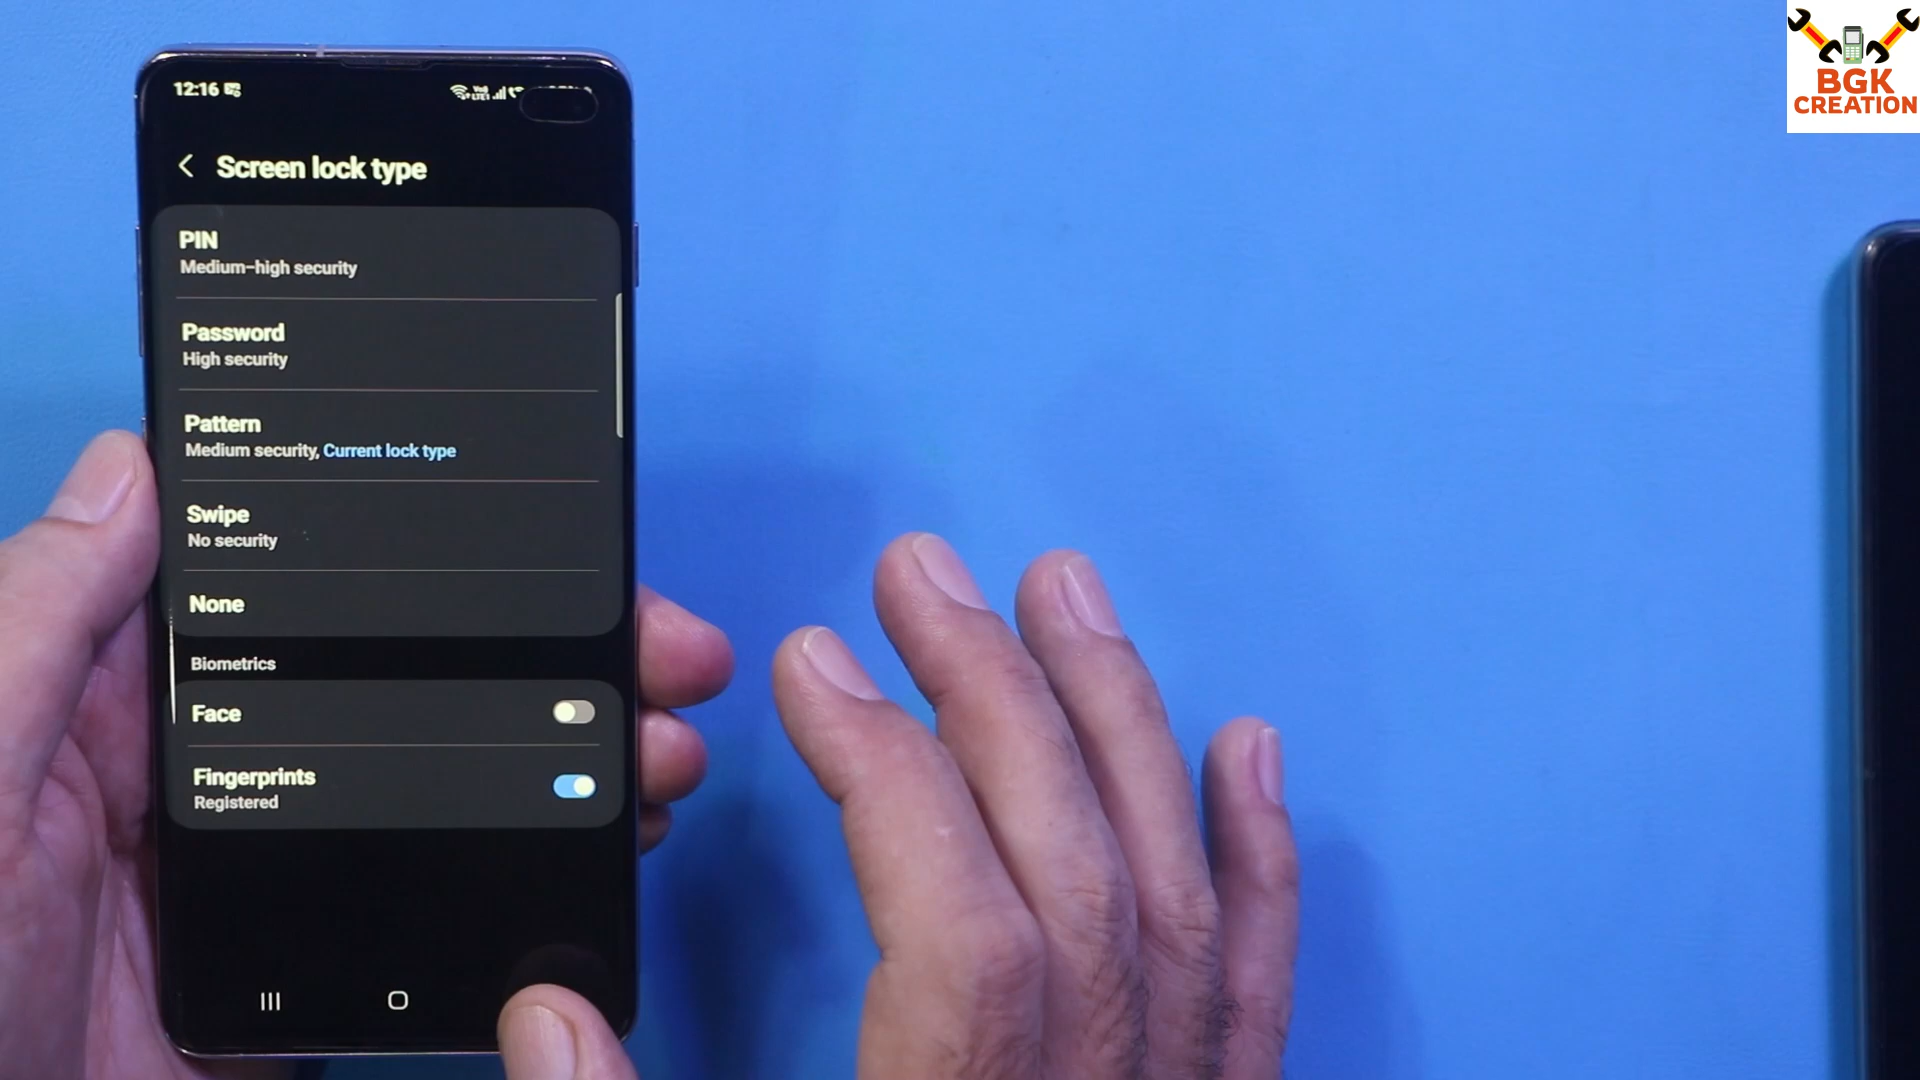 12:16
Screen lock type
PIN
Medium-high security
Password
High security
Pattern
Medium security, Current lock type
Swipe
No security
None
Biometrics
Face
Fingerprints
Registered
BGK
CREATION